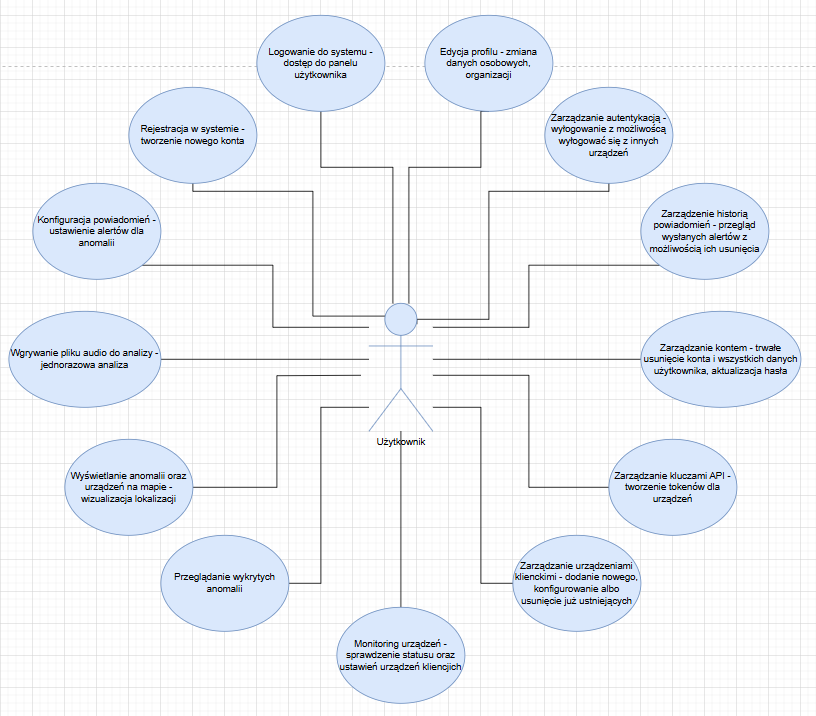 Logowanie do systemu -
dostęp do panelu
użytkownika
Edycja profilu - zmiana
danych osobowych,
organizacji
Rejestracja w systemie -
tworzenie nowego konta
Zarządzanie autentykacją -
wylogowanie z możliwością
wylogować się z innych
urządzeń
Konfiguracja powiadomień -
ustawienie alertów dla
anomalii
Zarządzenie historią
powiadomień - przegląd
wysłanych alertów z
możliwością ich usunięcia
Wgrywanie pliku audio do analizy -
jednorazowa analiza
Zarządzanie kontem - trwałe
usunięcie konta i wszystkich danych
użytkownika, aktualizacja hasła
Użytkownik
Wyświetlanie anomalii oraz
urządzeń na mapie -
wizualizacja lokalizacji
Zarządzanie kluczami API -
tworzenie tokenów dla
urządzeń
Przeglądanie wykrytych
anomalii
Zarządzanie urządzeniami
klienckimi - dodanie nowego,
konfigurowanie albo
usunięcie już ustniejących
Monitoring urządzeń -
sprawdzenie statusu oraz
ustawień urządzeń kliencjich